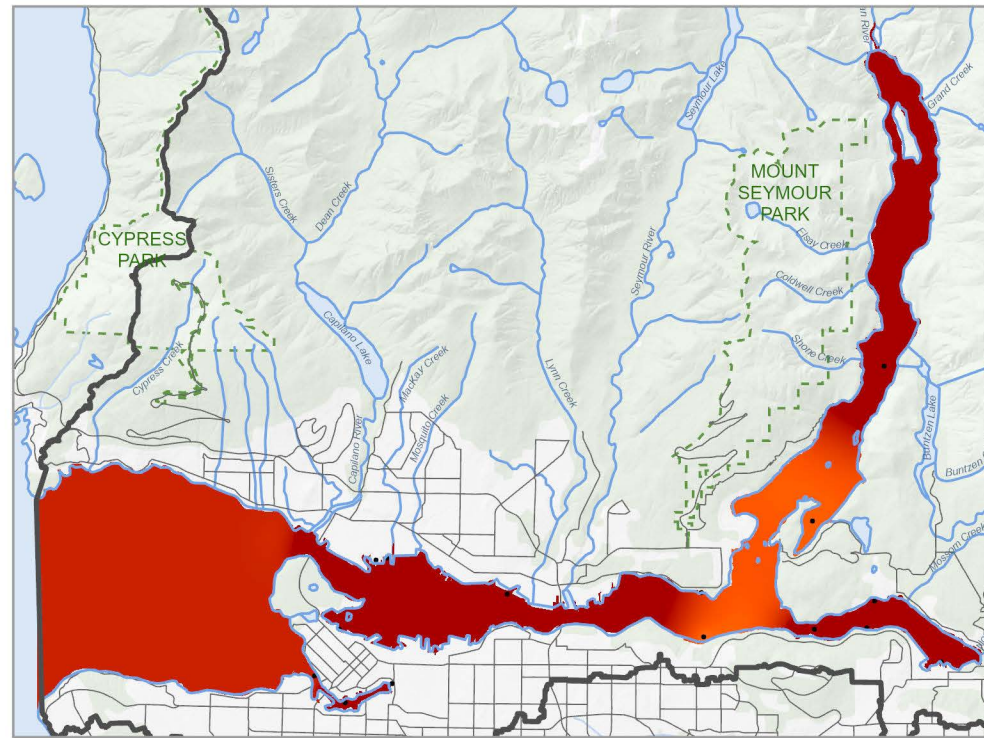 Seymour Lake
Grand Creek
MOUNT
SEYMOUR
PARK
Sisters Creek
Dean Creek
CYPRESS
PARK
Elsay Creek
Seymour River
Coldwell Creek
Capilano Lake
Shone Creek
Cypress Creek
MacKay Creek
Lynn Creek
Mosquito Creek
Buntzen Lake
Capilano River
Buntzen
Mossom Creek